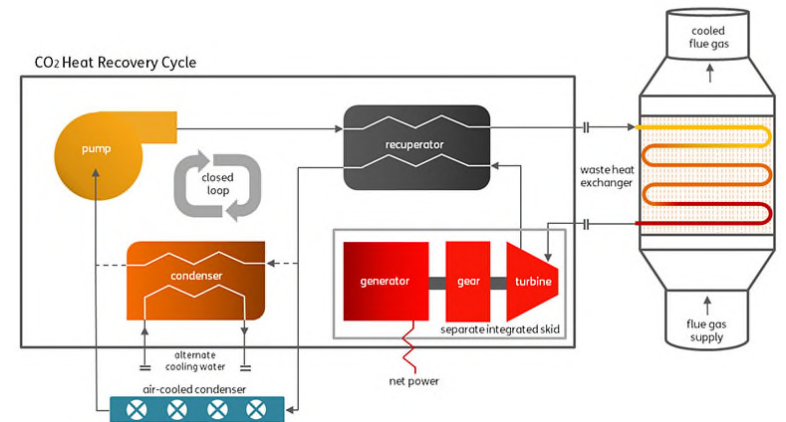 CO₂ Heat Recovery Cycle
cooled
flue gas
pump
closed
loop
recuperator
waste heat
exchanger
condenser
generator
gear
turbine
separate integrated skid
flue gas
supply
alternate
cooling water
net power
air-cooled condenser